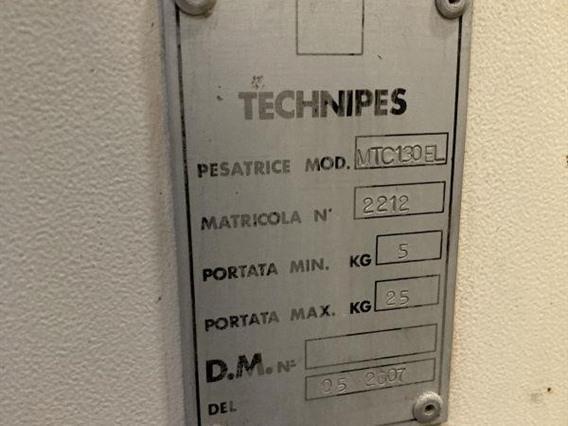 TECHNIPES
PESATRICE MOD. MTC130EL
MATRICOLA N° 2212
PORTATA MIN. KG 5
PORTATA MAX. KG 25
D.M. N°
DEL 05 2007